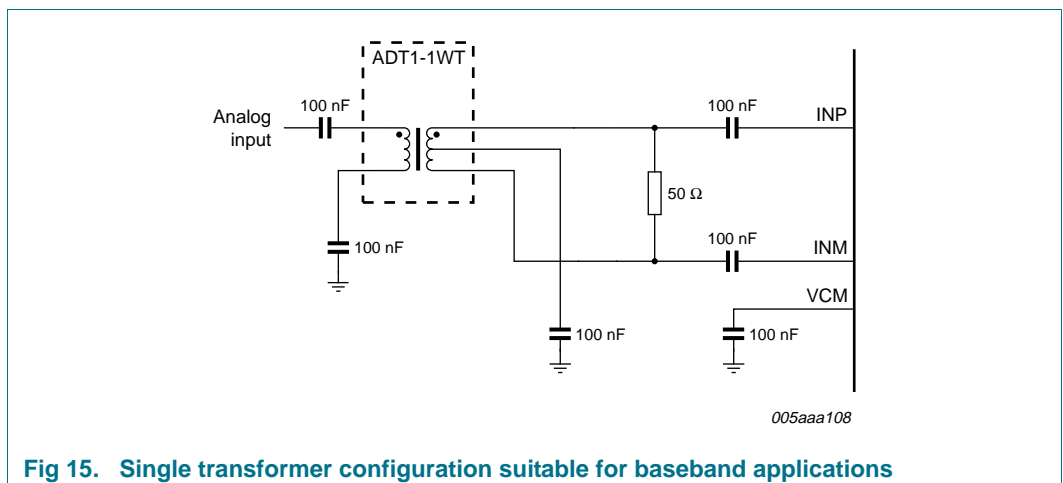 ADT1-1WT
Analog
input
100 nF
100 nF
INP
50 Ω
100 nF
100 nF
INM
VCM
100 nF
100 nF
005aaa108
Fig 15. Single transformer configuration suitable for baseband applications